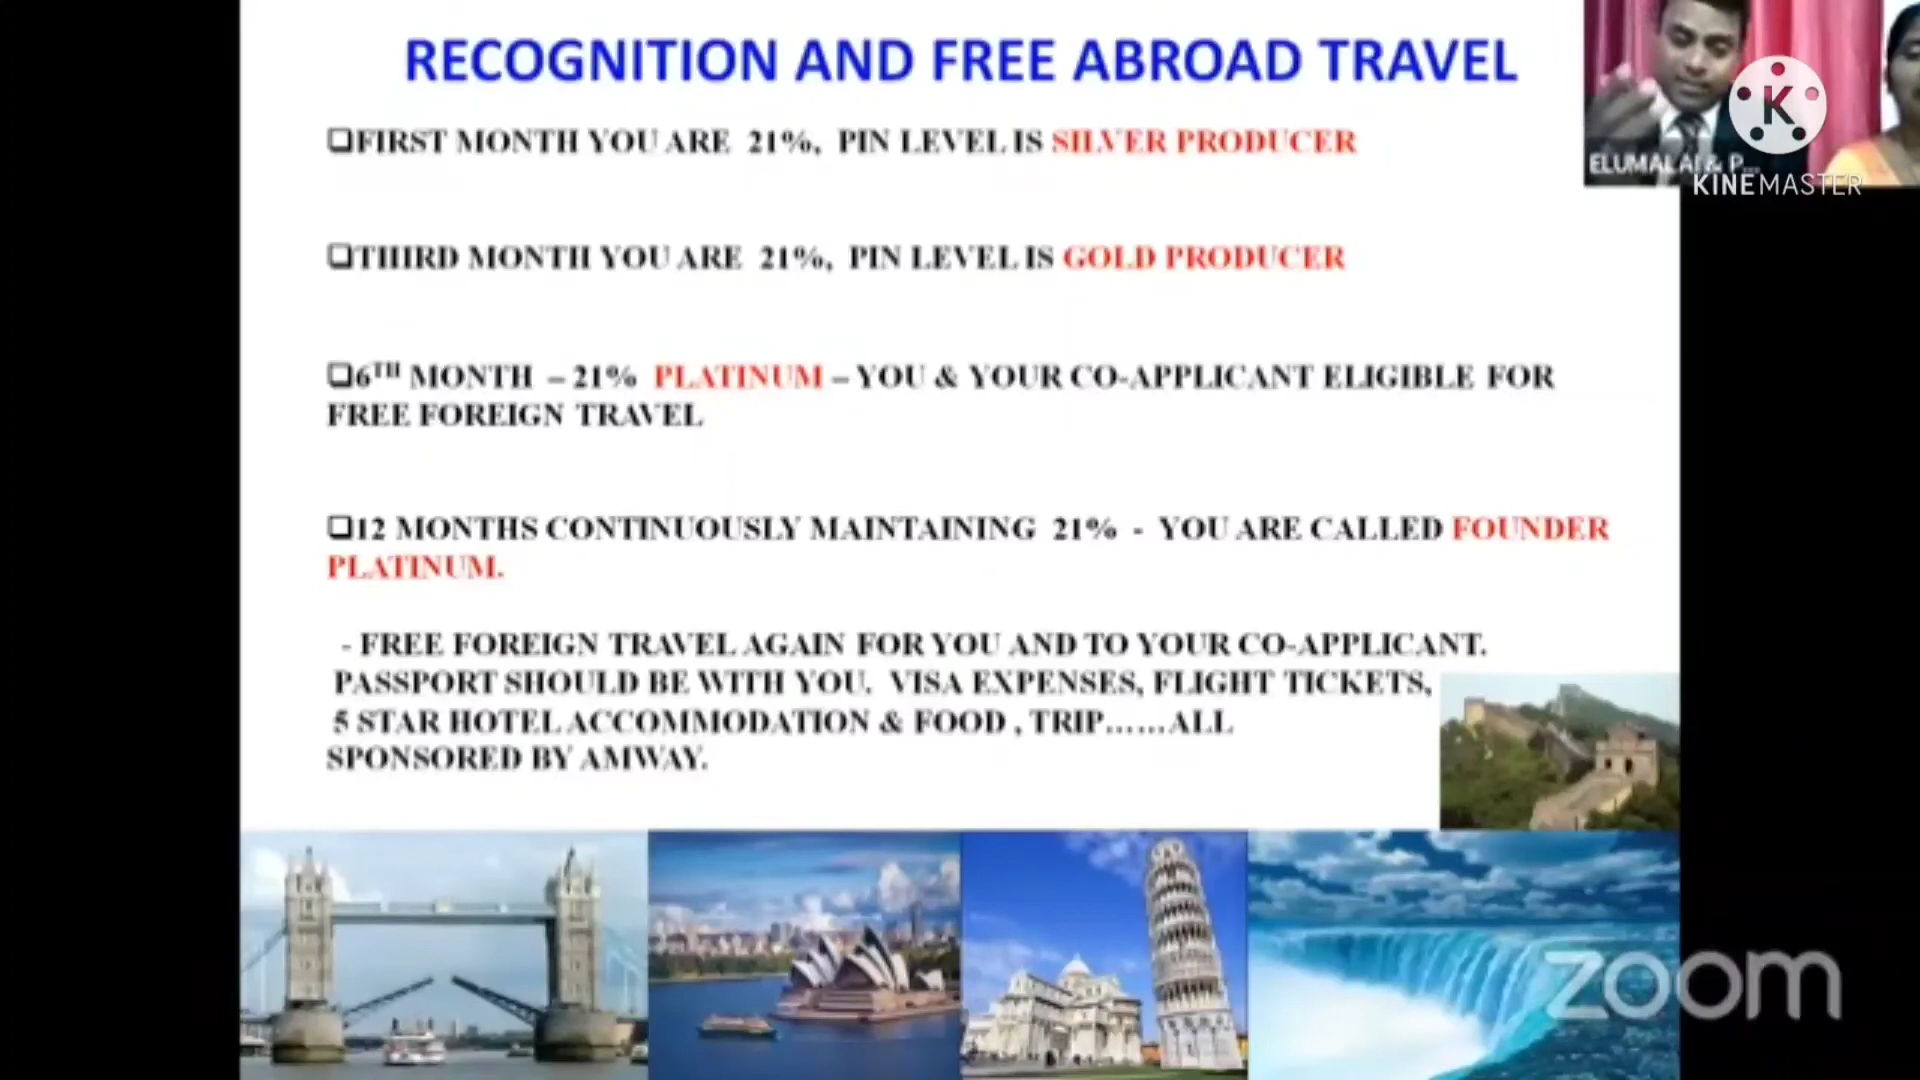 RECOGNITION AND FREE ABROAD TRAVEL
FIRST MONTH YOU ARE 21%, PIN LEVEL IS SILVER PRODUCER
THIRD MONTH YOU ARE 21%, PIN LEVEL IS GOLD PRODUCER
6TH MONTH – 21% PLATINUM – YOU & YOUR CO-APPLICANT ELIGIBLE FOR
FREE FOREIGN TRAVEL
12 MONTHS CONTINUOUSLY MAINTAINING 21% - YOU ARE CALLED FOUNDER
PLATINUM.
- FREE FOREIGN TRAVEL AGAIN FOR YOU AND TO YOUR CO-APPLICANT.
PASSPORT SHOULD BE WITH YOU. VISA EXPENSES, FLIGHT TICKETS,
5 STAR HOTEL ACCOMMODATION & FOOD , TRIP......ALL
SPONSORED BY AMWAY.
ELUMALAI & P...
K
KINEMASTER
zoom